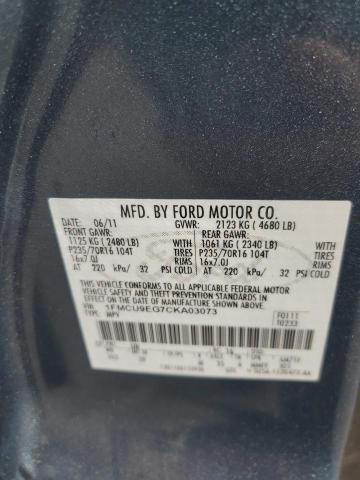 MFD. BY FORD MOTOR CO.
DATE: 06/11 GVWR: 2123 KG ( 4680 LB)
FRONT GAWR: REAR GAWR:
1125 KG ( 2480 LB) WITH 1061 KG ( 2340 LB) WITH
P235/70R16 104T TIRES P235/70R16 104T TIRES
16x7.0J RIMS 16x7.0J RIMS
AT 220 kPa/ 32 PSI COLD AT 220 kPa/ 32 PSI COLD
THIS VEHICLE CONFORMS TO ALL APPLICABLE FEDERAL MOTOR
VEHICLE SAFETY AND THEFT PREVENTION STANDARDS IN EFFECT
ON THE DATE OF MANUFACTURE SHOWN ABOVE.
VIN: 1FMCU9EG7CKA03073 F0111
TYPE: MPV T0233